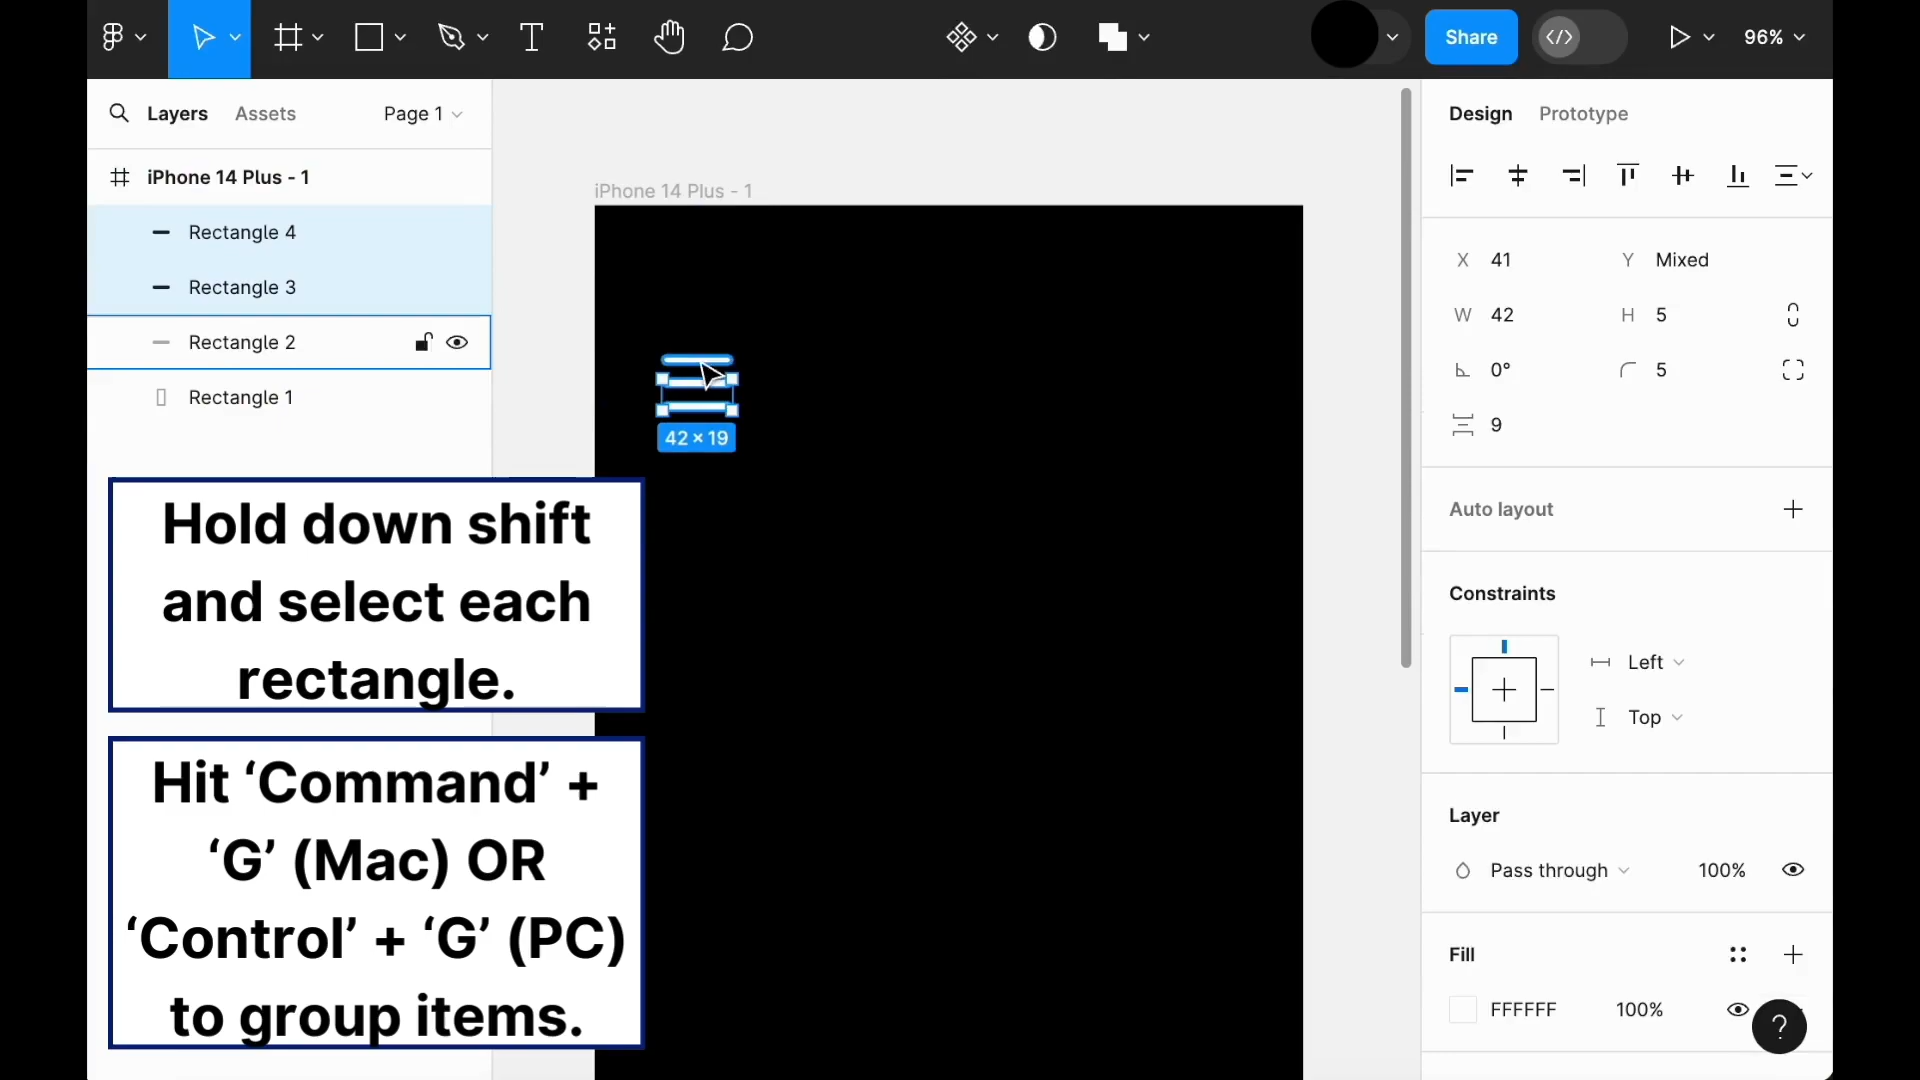 Share
96%
Layers
Assets
Page 1
Design
Prototype
iPhone 14 Plus - 1
iPhone 14 Plus - 1
Rectangle 4
Rectangle 3
Rectangle 2
Rectangle 1
42 × 19
X 41
Y Mixed
W 42
H 5
0°
5
9
Auto layout
Constraints
Left
Top
Layer
Pass through
100%
Fill
FFFFFF
100%
?
Hold down shift
and select each
rectangle.
Hit ‘Command’ +
‘G’ (Mac) OR
‘Control’ + ‘G’ (PC)
to group items.